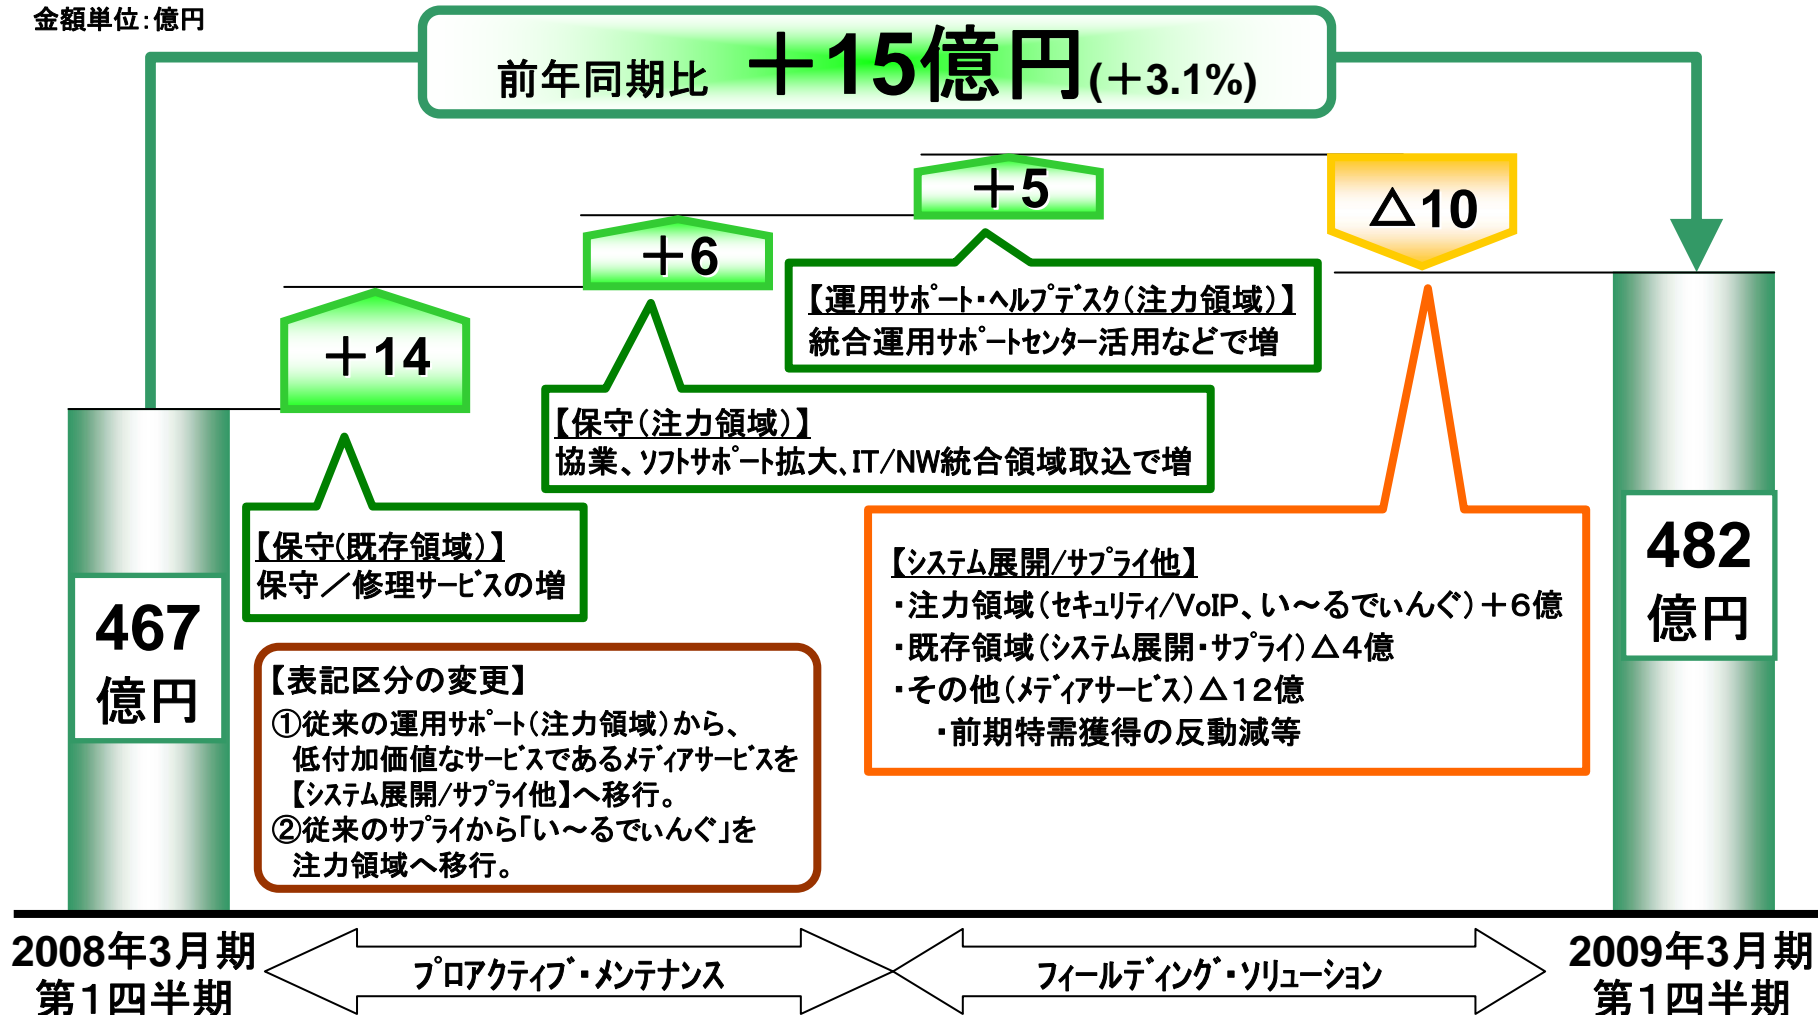 金額単位:億円
前年同期比 +15億円(+3.1%)
+5
△10
+6
+14
【運用ｻﾎﾟｰﾄ・ﾍﾙﾌﾟﾃﾞｽｸ(注力領域)】
統合運用ｻﾎﾟｰﾄｾﾝﾀｰ活用などで増
【保守(注力領域)】
協業、ｿﾌﾄｻﾎﾟｰﾄ拡大、IT/NW統合領域取込で増
【保守(既存領域)】
保守／修理ｻｰﾋﾞｽの増
【ｼｽﾃﾑ展開/ｻﾌﾟﾗｲ他】
・注力領域(ｾｷｭﾘﾃｨ/VoIP、い～るでぃんぐ)+6億
・既存領域(ｼｽﾃﾑ展開・ｻﾌﾟﾗｲ)△4億
・その他(ﾒﾃﾞｨｱｻｰﾋﾞｽ)△12億
・前期特需獲得の反動減等
467
億円
482
億円
【表記区分の変更】
①従来の運用ｻﾎﾟｰﾄ(注力領域)から、
低付加価値なｻｰﾋﾞｽであるﾒﾃﾞｨｱｻｰﾋﾞｽを
【ｼｽﾃﾑ展開/ｻﾌﾟﾗｲ他】へ移行。
②従来のｻﾌﾟﾗｲから「い～るでぃんぐ」を
注力領域へ移行。
2008年3月期
第1四半期
ﾌﾟﾛｱｸﾃｨﾌﾞ・ﾒﾝﾃﾅﾝｽ
ﾌｨｰﾙﾃﾞｨﾝｸﾞ・ｿﾘｭｰｼｮﾝ
2009年3月期
第1四半期